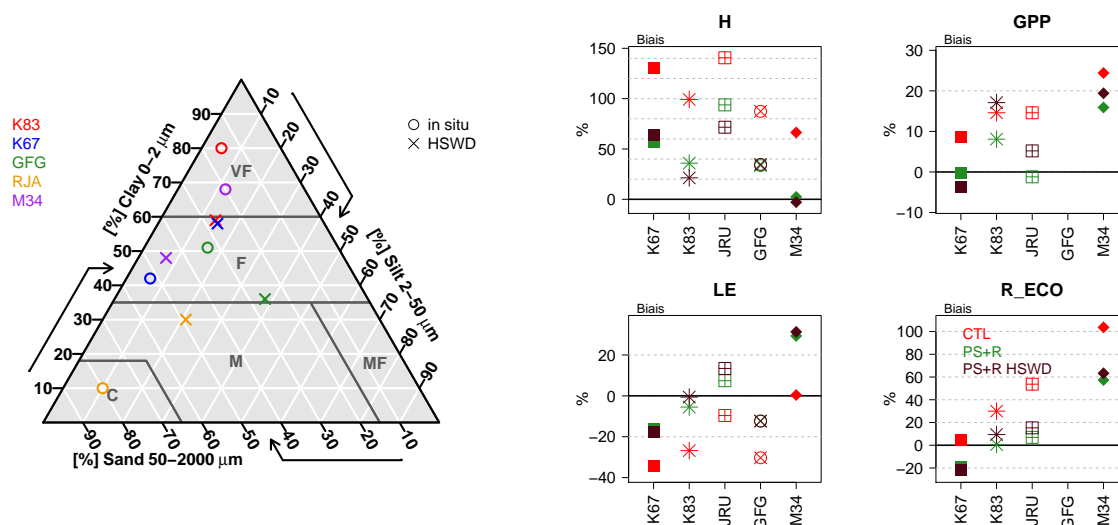 K83
K67
GFG
RJA
M34
in situ
HSWD
[%] Clay 0−2 μm
10
20
30
40
50
60
70
80
90
[%] Silt 2−50 μm
10
20
30
40
50
60
70
80
90
[%] Sand 50−2000 μm
90
80
70
60
50
40
30
20
10
VF
F
M
MF
C
H
Biais
%
150
100
50
0
K67
K83
JRU
GFG
M34
GPP
Biais
%
30
20
10
0
−10
K67
K83
JRU
GFG
M34
LE
Biais
%
20
0
−20
−40
K67
K83
JRU
GFG
M34
R_ECO
Biais
%
100
80
60
40
20
0
−20
CTL
PS+R
PS+R HSWD
K67
K83
JRU
GFG
M34